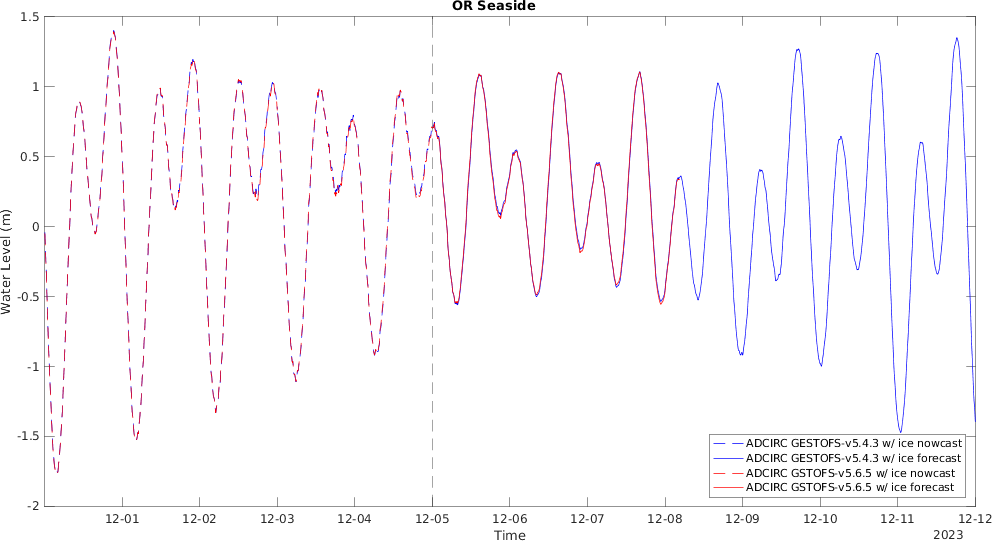 OR Seaside
1.5
1
0.5
0
-0.5
-1
-1.5
-2
Water Level (m)
12-01 12-02 12-03 12-04 12-05 12-06 12-07 12-08 12-09 12-10 12-11 12-12
Time
2023
ADCIRC GESTOFS-v5.4.3 w/ ice nowcast
ADCIRC GESTOFS-v5.4.3 w/ ice forecast
ADCIRC GSTOFS-v5.6.5 w/ ice nowcast
ADCIRC GSTOFS-v5.6.5 w/ ice forecast